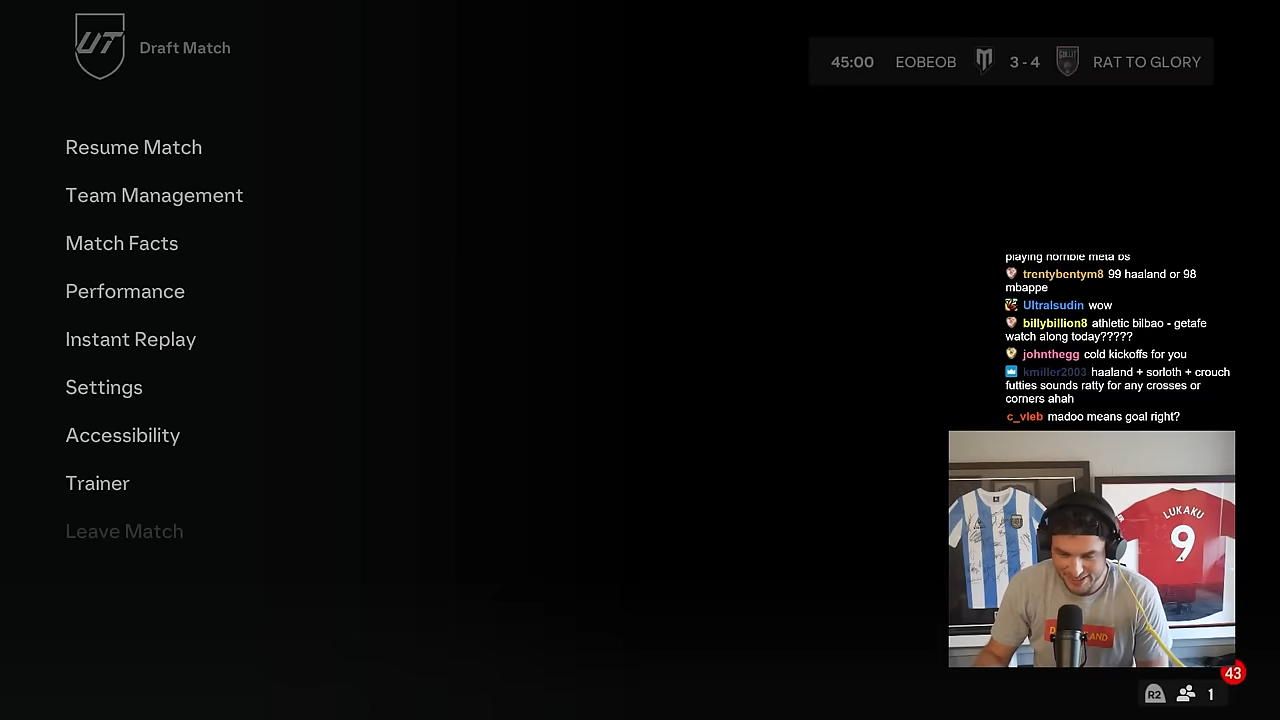 UT
Draft Match
45:00 EOBEOB 3 - 4 RAT TO GLORY
Resume Match
Team Management
Match Facts
Performance
Instant Replay
Settings
Accessibility
Trainer
Leave Match
playing horrible meta bs
trentybentym8 99 haaland or 98
mbappe
Ultralsudin wow
billybillion8 athletic bilbao - getafe
watch along today?????
johnthegg cold kickoffs for you
kmiller2003 haaland + sorloth + crouch
futties sounds ratty for any crosses or
corners ahah
c_vleb madoo means goal right?
LUKAKU
9
43
R2 1